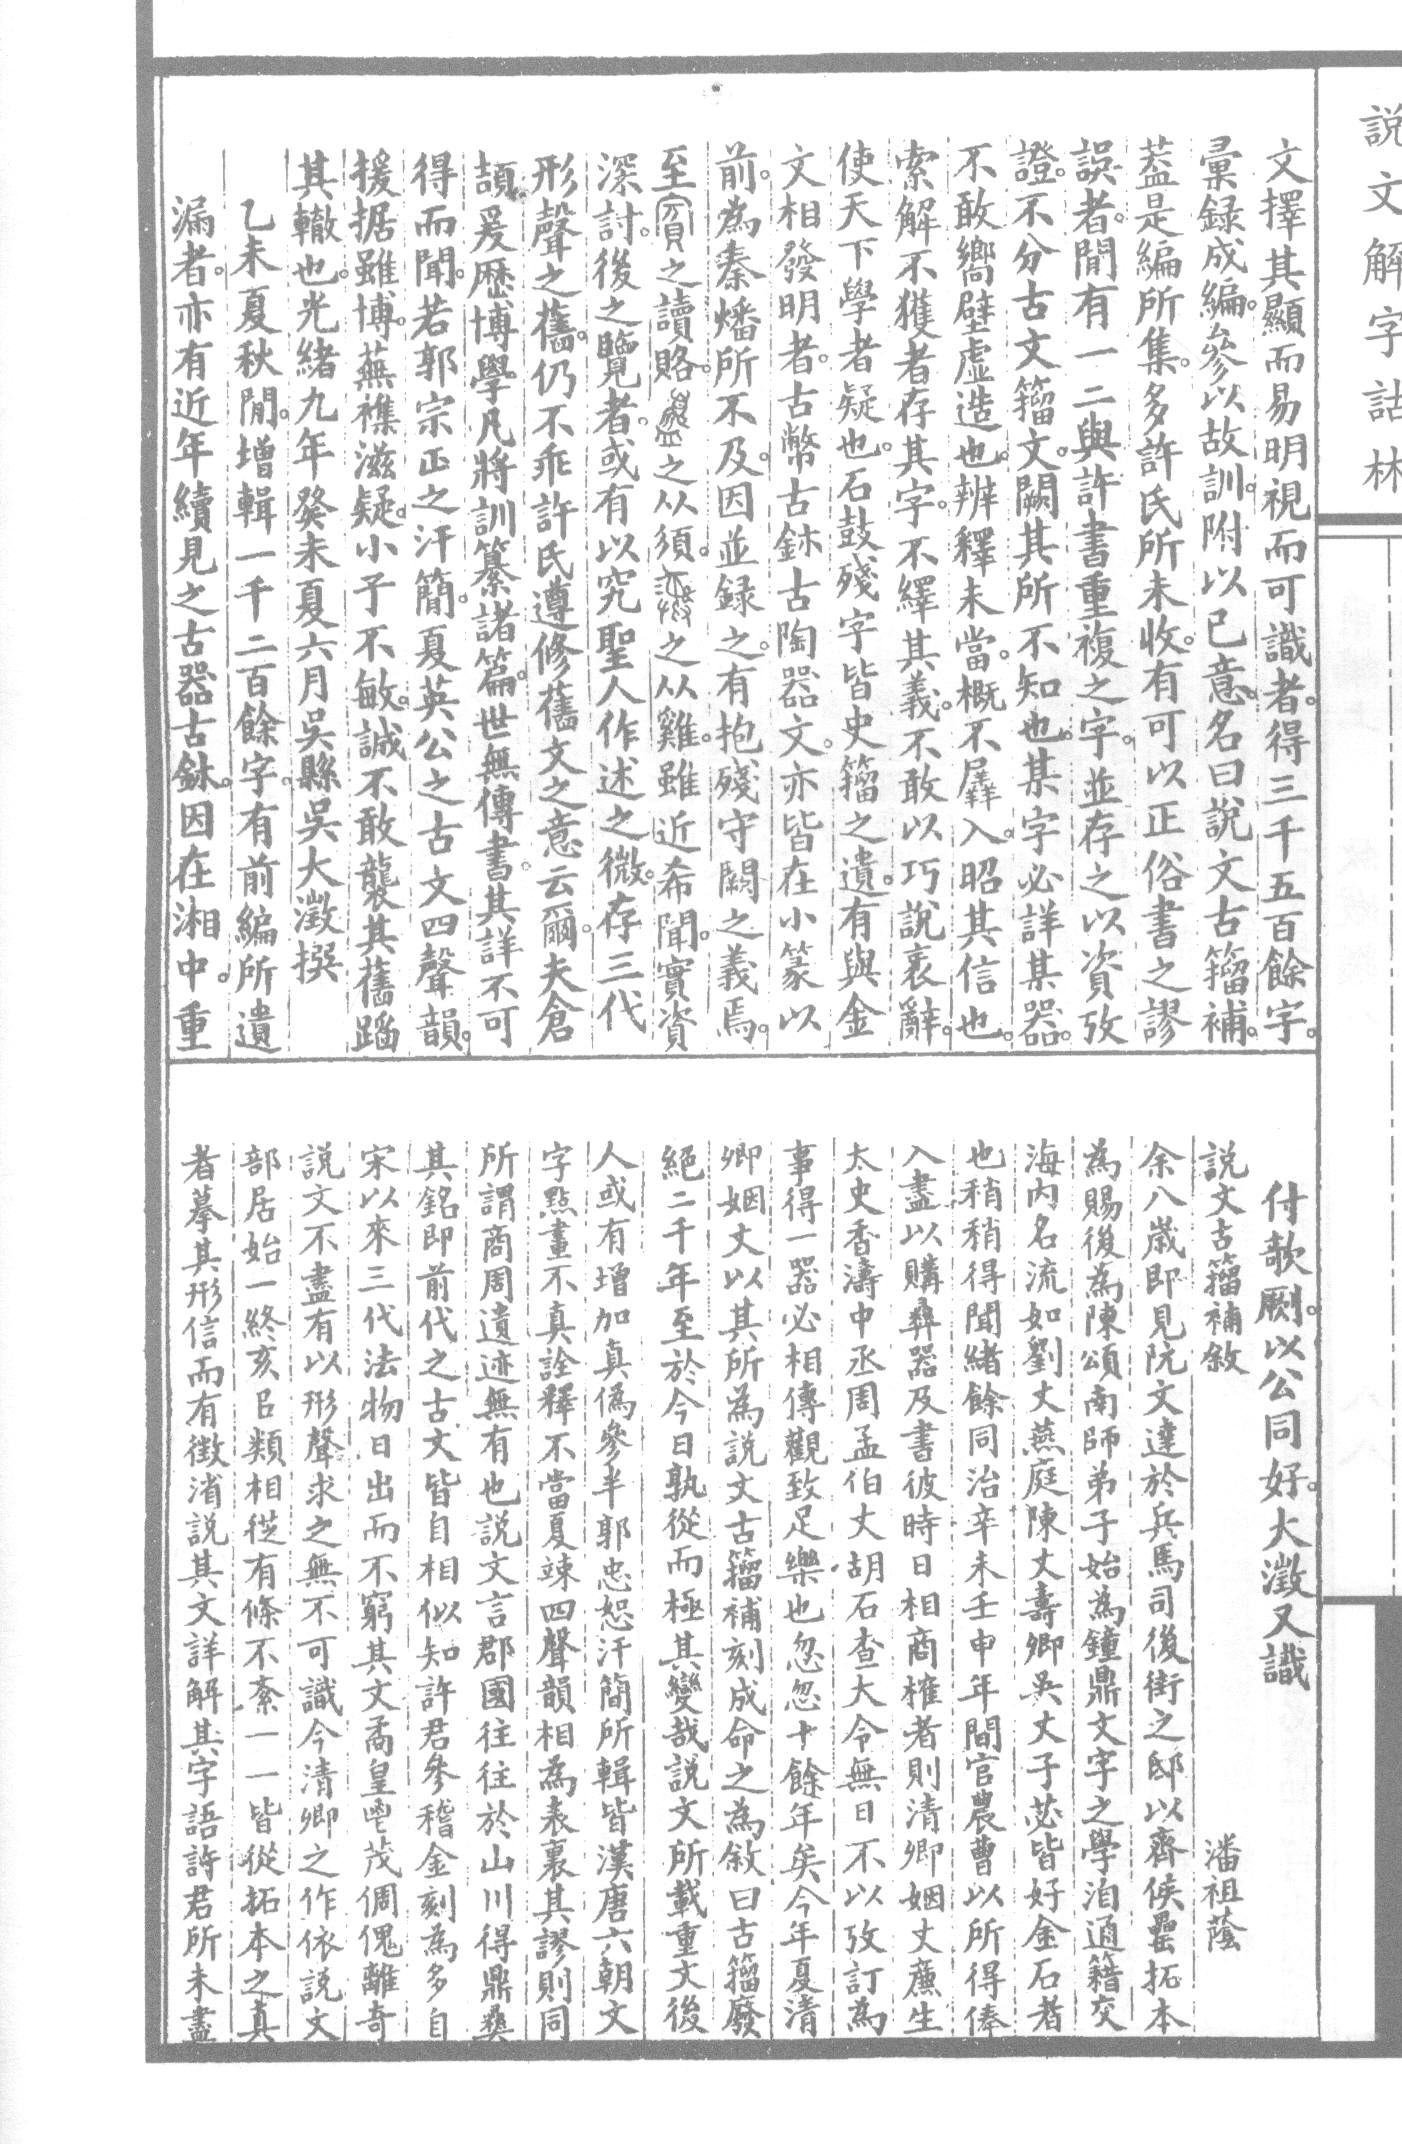 說文解字詁林
文擇其顯而易明視而可識者。得三千五百餘字。
彙録成編。參以故訓。附以已意。名曰說文古籀補。
葢是編所集。多許氏所未收。有可以正俗書之謬
誤者。閒有一二與許書重複之字。並存之以資攷
證。不分古文籀文。闕其所不知也。某字必詳某器。
不敢嚮壁虛造也。辨釋未當。概不羼入。昭其信也。
索解不獲者存其字。不繹其義。不敢以巧說衺辭。
使天下學者疑也。石鼓殘字皆史籀之遺。有與金
文相發明者。古幣古鉨古陶器文。亦皆在小篆以
前。為秦燔所不及。因並録之。有抱殘守闕之義焉。
至之讀賂。之从須。之从雞。雖近希聞。實資
深討。後之覽者。或有以究聖人作述之微。存三代
形聲之舊。仍不乖許氏遵修舊文之意云爾。夫倉
頡爰歷博學凡將訓纂諸篇。世無傳書。其詳不可
得而聞。若郭宗正之汗簡。夏英公之古文四聲韻。
援据雖博。蕪襍滋疑。小子不敏。誠不敢襲其舊蹈
其轍也。光緒九年癸未夏六月吳縣吳大澂撰
乙未夏秋閒。增輯一千二百餘字。有前編所遺
漏者。亦有近年續見之古器古鉨。因在湘中。重
付欹劂。以公同好。大澂又識
說文古籀補敘
潘祖蔭
余八歲即見阮文達於兵馬司後街之邸以齊侯罍拓本
為賜後為陳頌南師弟子始為鐘鼎文字之學洎通籍交
海内名流如劉丈燕庭陳丈壽卿吳丈子苾皆好金石者
也稍稍得聞緒餘同治辛未壬申年間官農曹以所得俸
入盡以購彞器及書彼時日相商榷者則清卿姻丈廉生
太史香濤中丞周孟伯丈胡石查大令無日不以攷訂為
事得一器必相傳觀致足樂也忽忽十餘年矣今年夏清
卿姻丈以其所為說文古籀補刻成命之為敘曰古籀廢
絕二千年至於今日孰從而極其變哉說文所載重文後
人或有增加真偽參半郭忠恕汗簡所輯皆漢唐六朝文
字點畫不真詮釋不當夏竦四聲韻相為表裏其謬則同
所謂商周遺迹無有也說文言郡國往往於山川得鼎彞
其銘即前代之古文皆自相似知許君參稽金刻為多自
宋以來三代法物日出而不窮其文矞皇鬯茂倜傀離奇
說文不盡有以形聲求之無不可識今清卿之作依說文
部居始一終亥㠯類相從有條不紊一一皆從拓本之真
者摹其形信而有徵渻說其文詳解其字語許君所未盡